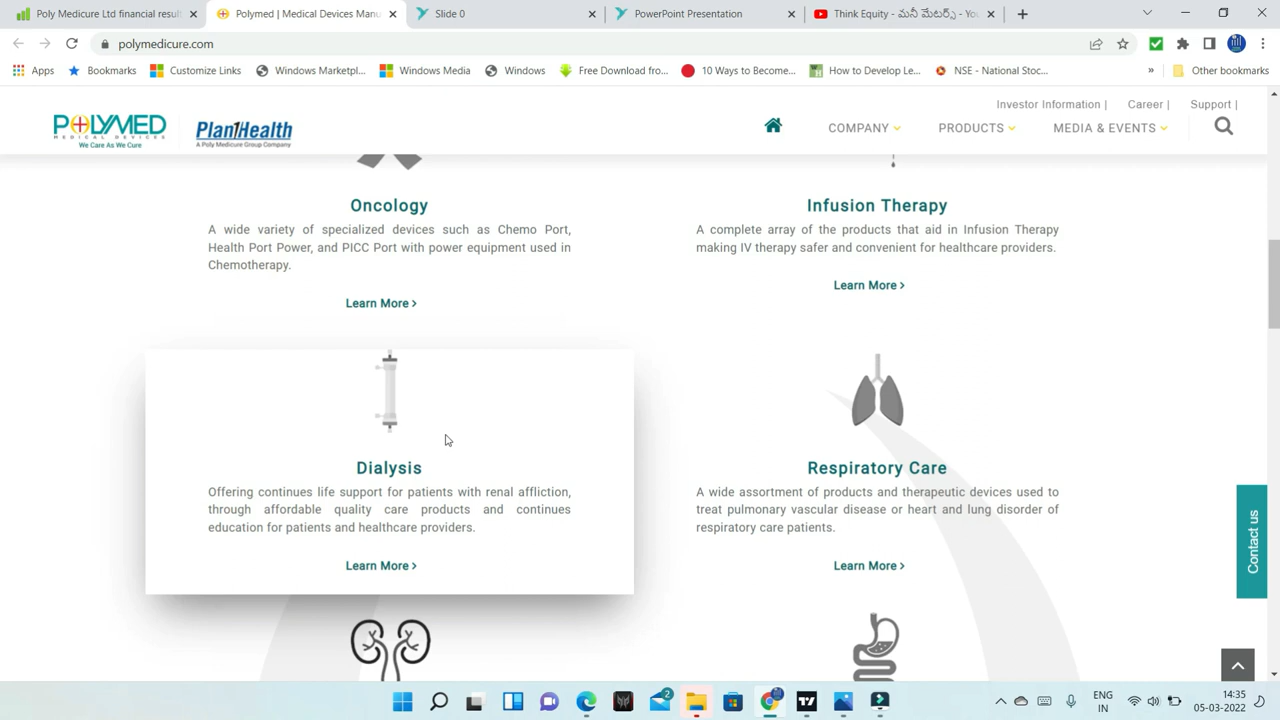 Poly Medicure Ltd financial result
Polymed | Medical Devices Manu
Slide 0
PowerPoint Presentation
Think Equity - మనీ మేటర్స్ - Yo
polymedicure.com
Apps
Bookmarks
Customize Links
Windows Marketpl...
Windows Media
Windows
Free Download fro...
10 Ways to Become...
How to Develop Le...
NSE - National Stoc...
»
Other bookmarks
Investor Information |
Career |
Support |
POLYMED
MEDICAL DEVICES
We Care As We Cure
Plan1Health
A Poly Medicure Group Company
COMPANY
PRODUCTS
MEDIA & EVENTS
Oncology
A wide variety of specialized devices such as Chemo Port,
Health Port Power, and PICC Port with power equipment used in
Chemotherapy.
Learn More >
Infusion Therapy
A complete array of the products that aid in Infusion Therapy
making IV therapy safer and convenient for healthcare providers.
Learn More >
Dialysis
Offering continues life support for patients with renal affliction,
through affordable quality care products and continues
education for patients and healthcare providers.
Learn More >
Respiratory Care
A wide assortment of products and therapeutic devices used to
treat pulmonary vascular disease or heart and lung disorder of
respiratory care patients.
Learn More >
Contact us
2
ENG
IN
14:35
05-03-2022